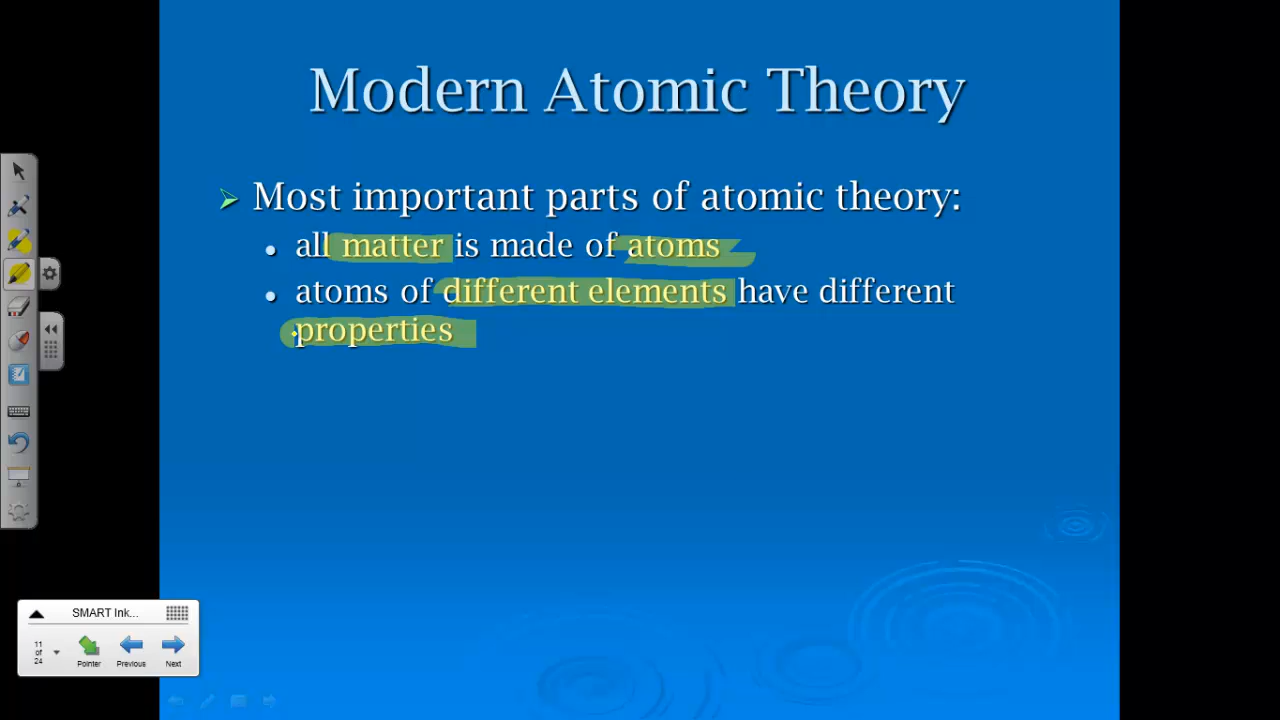 Modern Atomic Theory
Most important parts of atomic theory:
all matter is made of atoms
atoms of different elements have different
properties
SMART Ink...
11
of
24
Pointer
Previous
Next